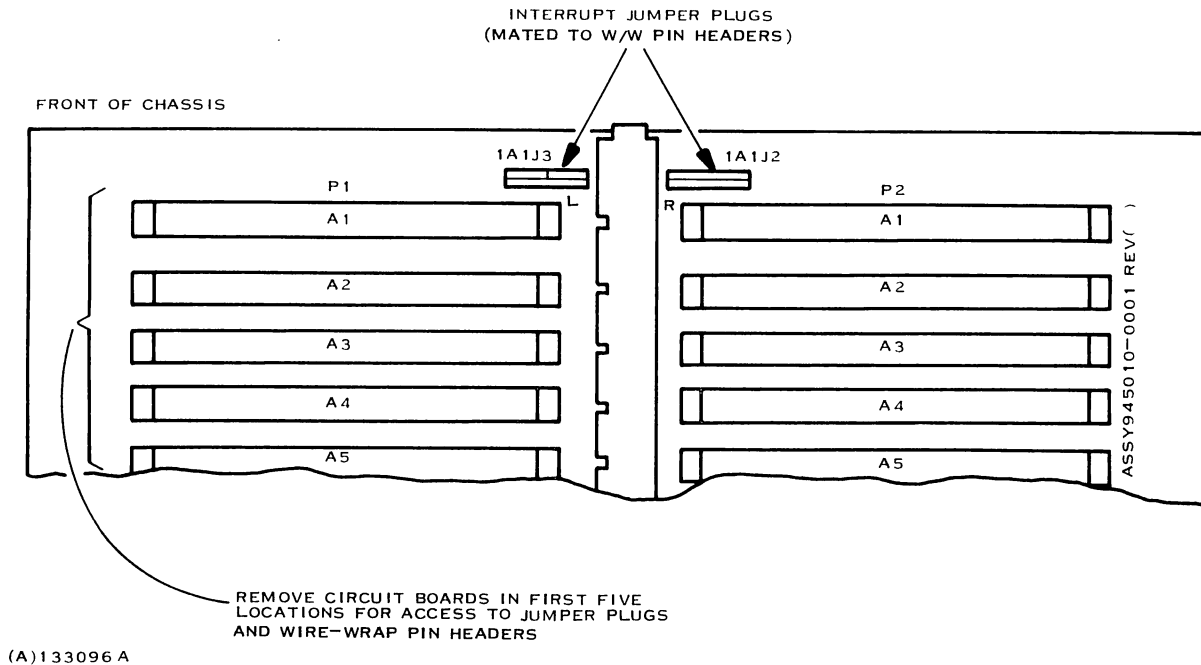 INTERRUPT JUMPER PLUGS
(MATED TO W/W PIN HEADERS)
FRONT OF CHASSIS
1A1J3
1A1J2
P1
L
R
P2
A1
A1
A2
A2
A3
A3
A4
A4
A5
A5
ASSY945010-0001 REV( )
REMOVE CIRCUIT BOARDS IN FIRST FIVE
LOCATIONS FOR ACCESS TO JUMPER PLUGS
AND WIRE-WRAP PIN HEADERS
(A)133096A